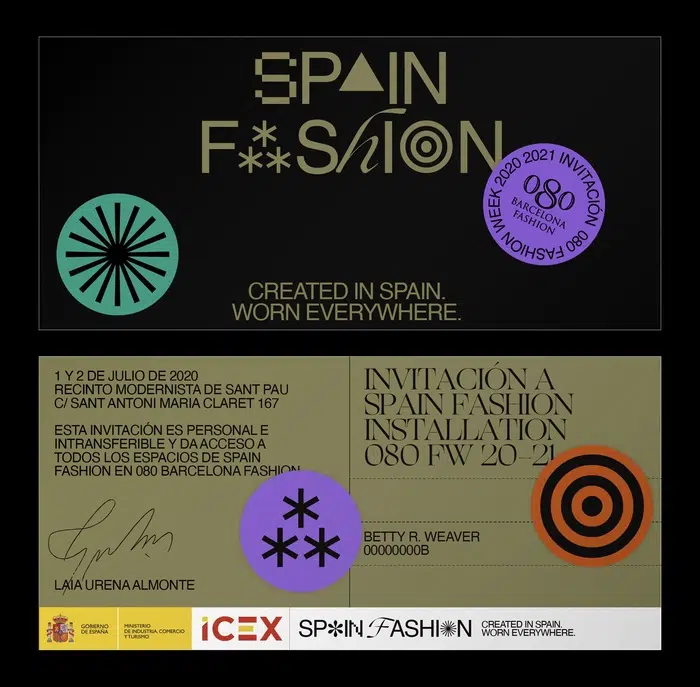 SPAIN
F***ShION
080 FASHION WEEK 2020 2021 INVITACIÓN
080
BARCELONA
FASHION
CREATED IN SPAIN.
WORN EVERYWHERE.
1 Y 2 DE JULIO DE 2020
RECINTO MODERNISTA DE SANT PAU
C/ SANT ANTONI MARIA CLARET 167
ESTA INVITACIÓN ES PERSONAL E
INTRANSFERIBLE Y DA ACCESO A
TODOS LOS ESPACIOS DE SPAIN
FASHION EN 080 BARCELONA FASHION
LAIA URENA ALMONTE
INVITACIÓN A
SPAIN FASHION
INSTALLATION
080 FW 20–21
BETTY R. WEAVER
00000000B
GOBIERNO
DE ESPAÑA
MINISTERIO
DE INDUSTRIA, COMERCIO
Y TURISMO
ICEX
SPAIN FASHION
CREATED IN SPAIN.
WORN EVERYWHERE.